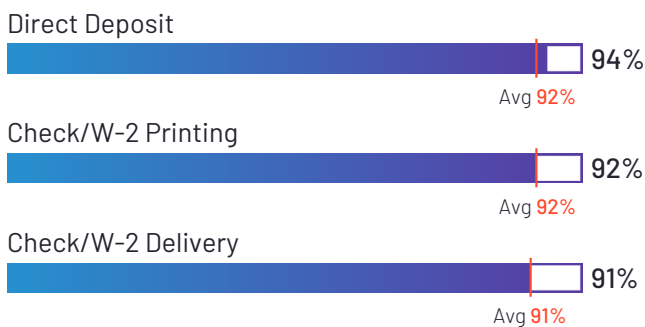 Direct Deposit
94%
Avg 92%
Check/W-2 Printing
92%
Avg 92%
Check/W-2 Delivery
91%
Avg 91%